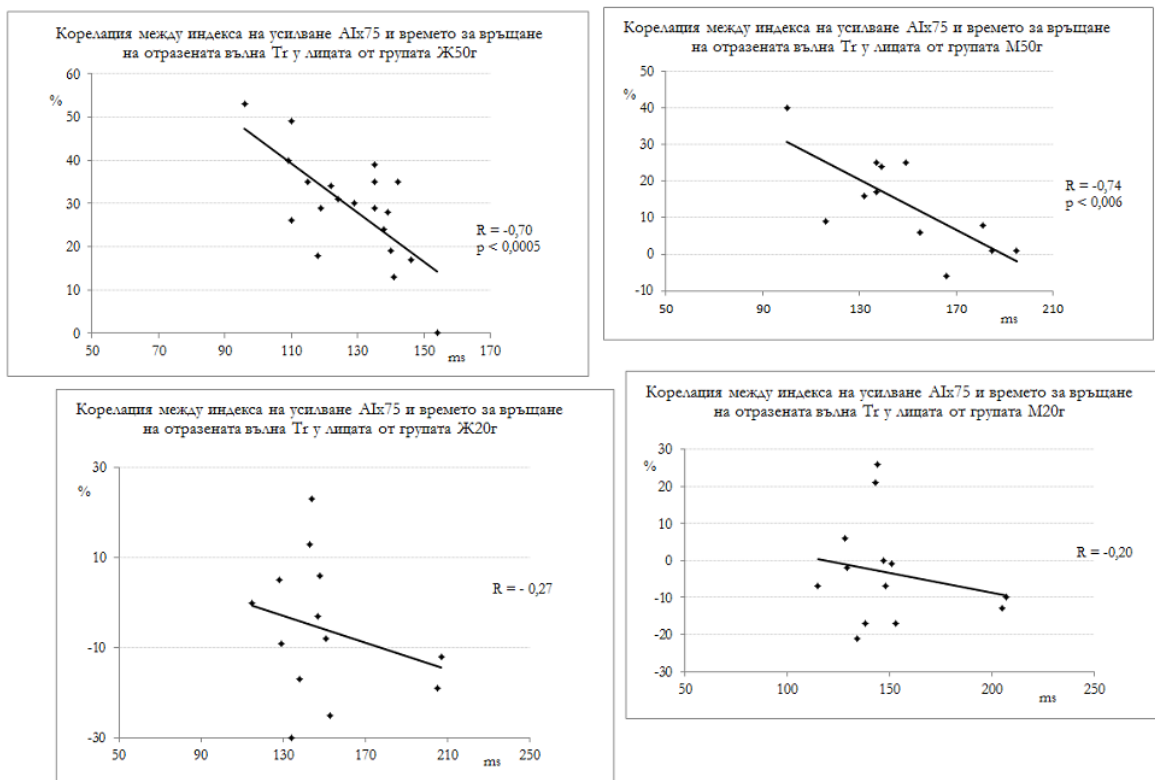 Корелация между индекса на усилване AIx75 и времето за връщане
на отразената вълна Tr у лицата от групата Ж50г
60
%
50
40
30
20
10
0
50
70
90
110
130
150
170
ms
R = -0,70
p < 0,0005
Корелация между индекса на усилване AIx75 и времето за връщане
на отразената вълна Tr у лицата от групата М50г
50
%
40
30
20
10
0
-10
50
90
130
170
210
ms
R = -0,74
p < 0,006
Корелация между индекса на усилване AIx75 и времето за връщане
на отразената вълна Tr у лицата от групата Ж20г
30
%
10
-10
-30
50
90
130
170
210
250
ms
R = - 0,27
Корелация между индекса на усилване AIx75 и времето за връщане
на отразената вълна Tr у лицата от групата М20г
30
%
20
10
0
-10
-20
-30
50
100
150
200
250
ms
R = -0,20